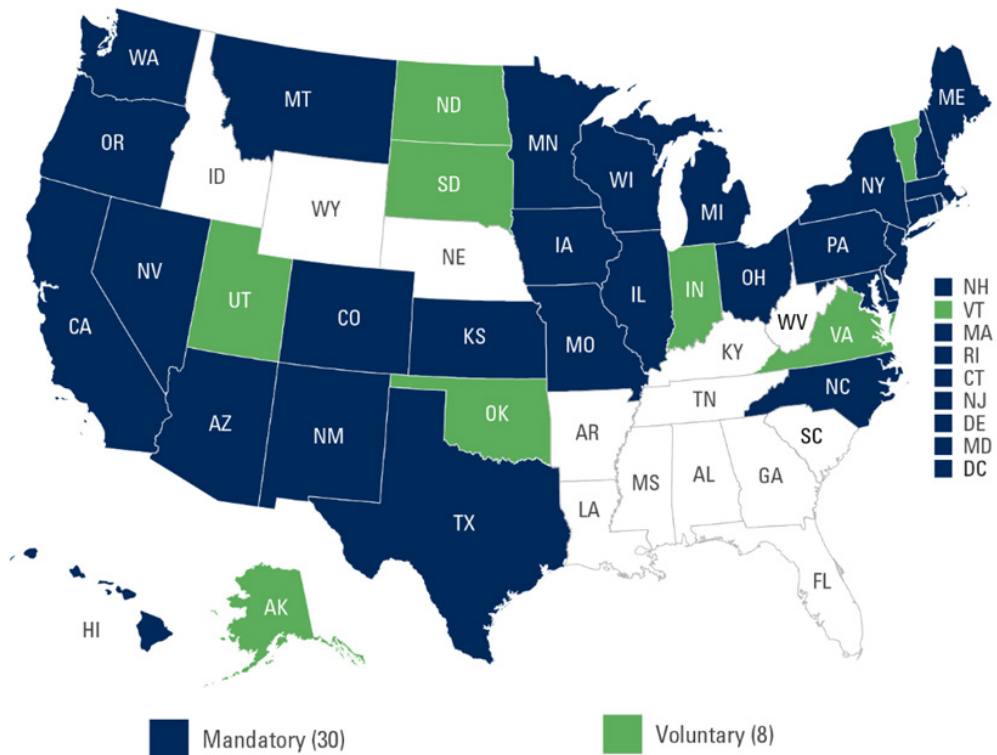 WA
ME
MT
ND
MN
OR
ID
SD
WI
NY
WY
MI
IA
PA
NE
NV
OH
IL
IN
UT
CO
WV
VA
CA
KS
MO
KY
NC
TN
OK
AZ
NM
AR
SC
MS
AL
GA
LA
TX
FL
HI
AK
NH
VT
MA
RI
CT
NJ
DE
MD
DC
Mandatory (30)
Voluntary (8)